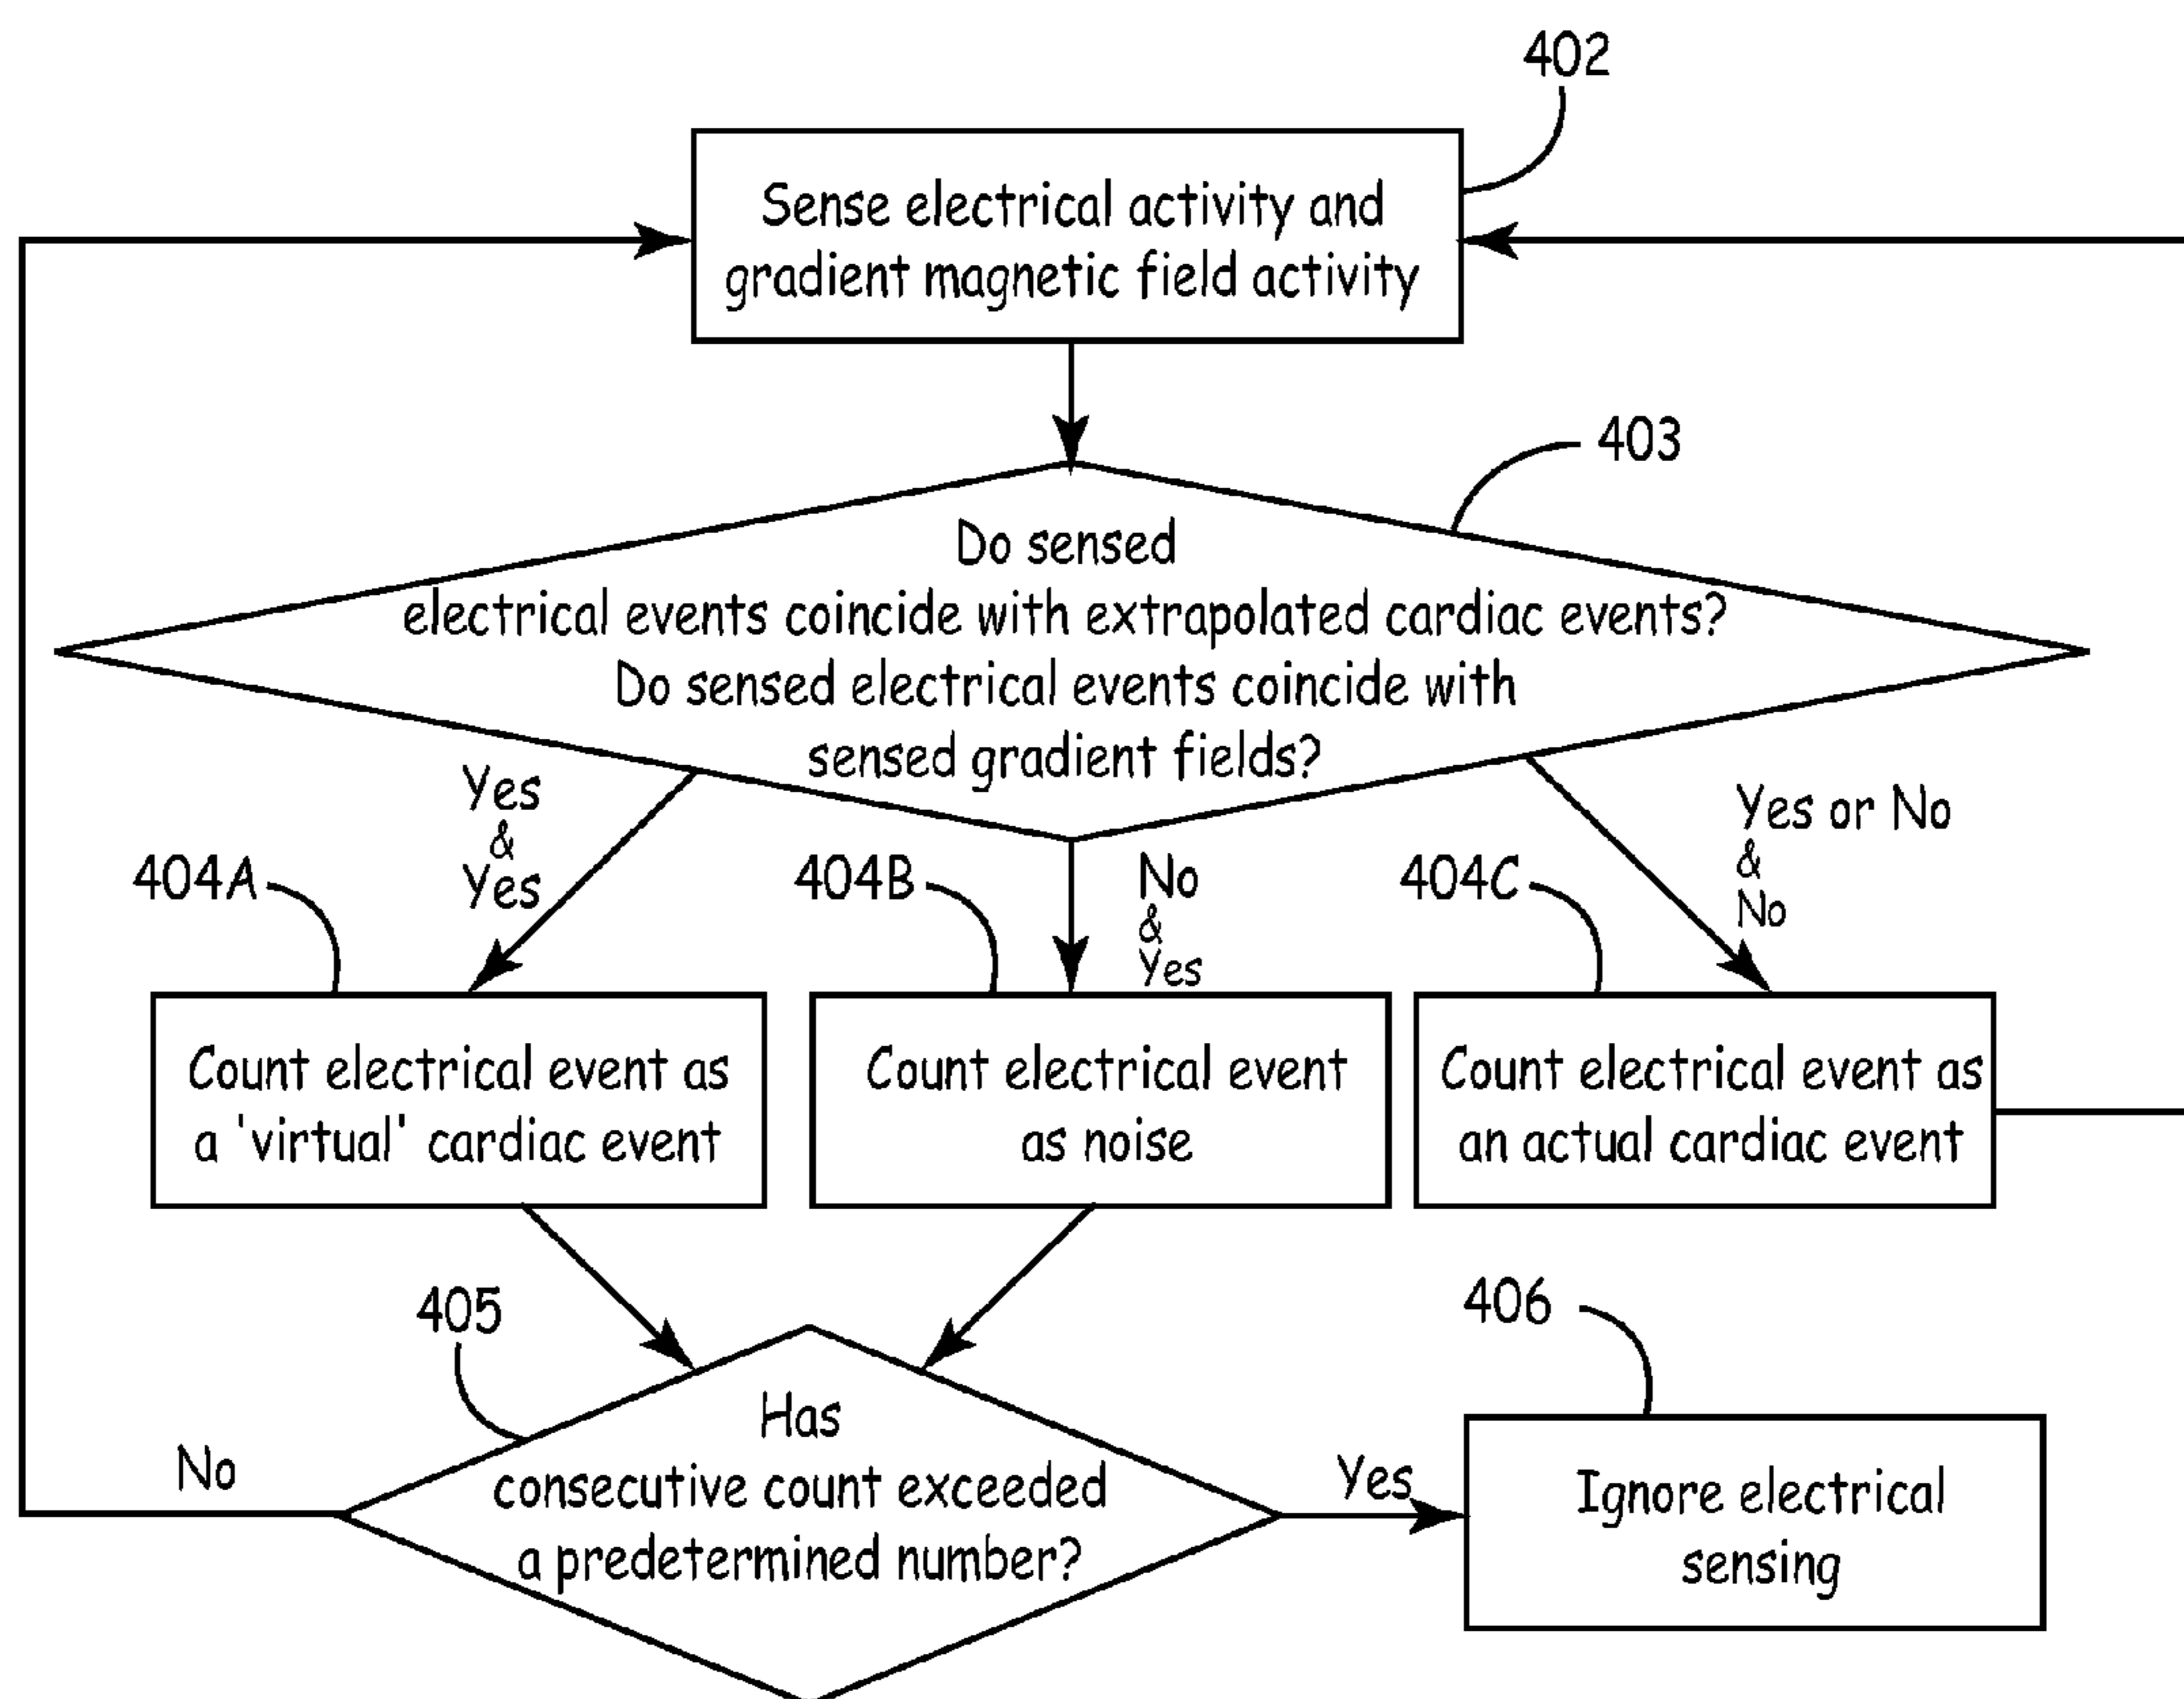 402
Sense electrical activity and
gradient magnetic field activity
403
Do sensed
electrical events coincide with extrapolated cardiac events?
Do sensed electrical events coincide with
sensed gradient fields?
Yes
&
Yes
No
&
Yes
Yes or No
&
No
404A
404B
404C
Count electrical event as
a 'virtual' cardiac event
Count electrical event
as noise
Count electrical event as
an actual cardiac event
405
Has
consecutive count exceeded
a predetermined number?
No
Yes
406
Ignore electrical
sensing